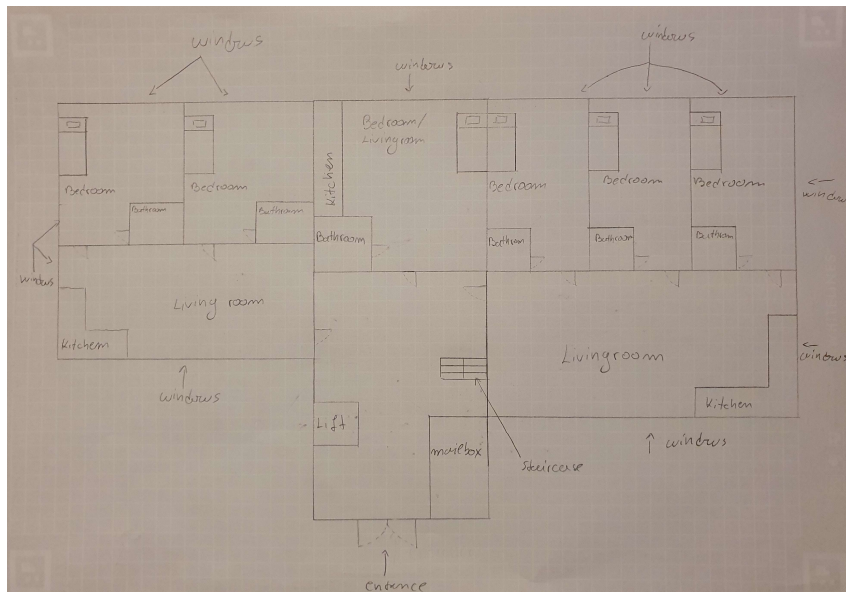 windows
windows
windows
Bedroom/
Livingroom
Kitchen
Bedroom
Bedroom
Bedroom
Bedroom
Bedroom
windows
Bathroom
Bathroom
Bathroom
Bathroom
Bathroom
Bathroom
windows
Living room
Kitchen
Livingroom
windows
windows
Kitchen
Lift
mailbox
windows
Staircase
entence